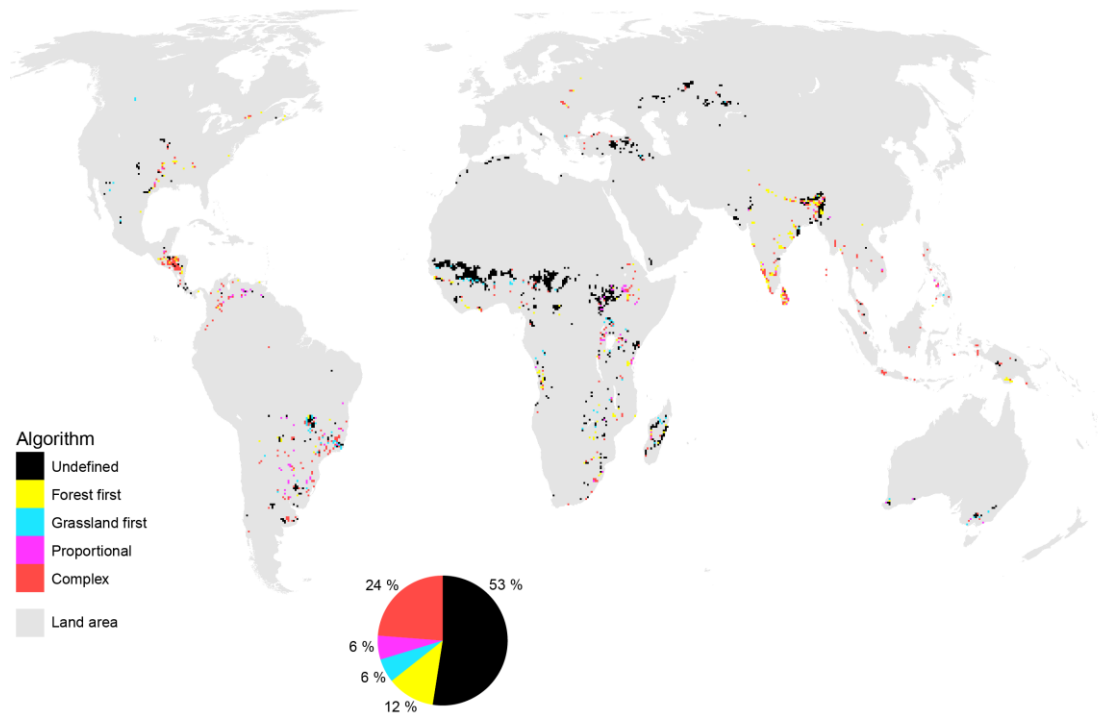 Algorithm
Undefined
Forest first
Grassland first
Proportional
Complex
Land area
24 %
53 %
6 %
6 %
12 %